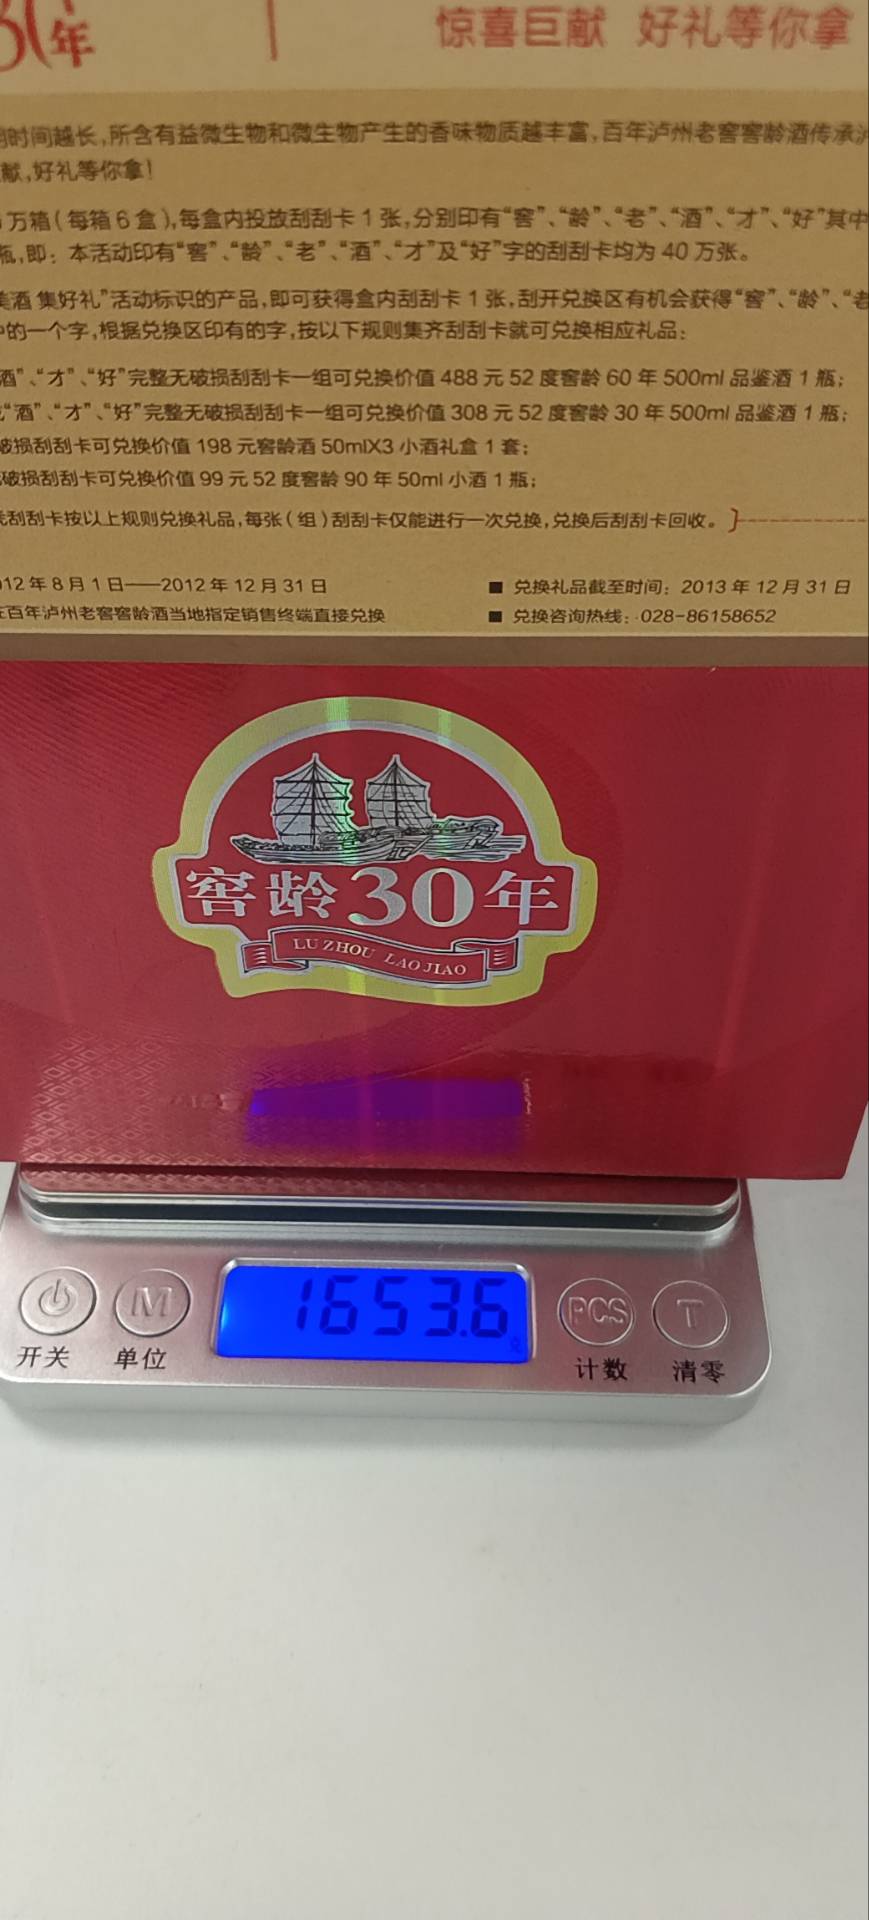 30年 惊喜巨献 好礼等你拿
时间越长,所含有益微生物和微生物产生的香味物质越丰富,百年泸州老窖窖龄酒传承
献,好礼等你拿!
万箱(每箱6盒),每盒内投放刮刮卡1张,分别印有“窖”、“龄”、“老”、“酒”、“才”、“好”其中
瓶,即:本活动印有“窖”、“龄”、“老”、“酒”、“才”及“好”字的刮刮卡均为40万张。
美酒 集好礼”活动标识的产品,即可获得盒内刮刮卡1张,刮开兑换区有机会获得“窖”、“龄”、“老
中的一个字,根据兑换区印有的字,按以下规则集齐刮刮卡就可兑换相应礼品:
酒”、“才”、“好”完整无破损刮刮卡一组可兑换价值488元52度窖龄60年500ml品鉴酒1瓶;
“酒”、“才”、“好”完整无破损刮刮卡一组可兑换价值308元52度窖龄30年500ml品鉴酒1瓶;
破损刮刮卡可兑换价值198元窖龄酒50mlX3小酒礼盒1套;
破损刮刮卡可兑换价值99元52度窖龄90年50ml小酒1瓶;
刮刮卡按以上规则兑换礼品,每张(组)刮刮卡仅能进行一次兑换,兑换后刮刮卡回收。
012年8月1日——2012年12月31日 ■ 兑换礼品截至时间:2013年12月31日
在百年泸州老窖窖龄酒当地指定销售终端直接兑换 ■ 兑换咨询热线:028-86158652
窖龄30年
LU ZHOU LAO JIAO
M 1653.6 PCS T
开关 单位 计数 清零